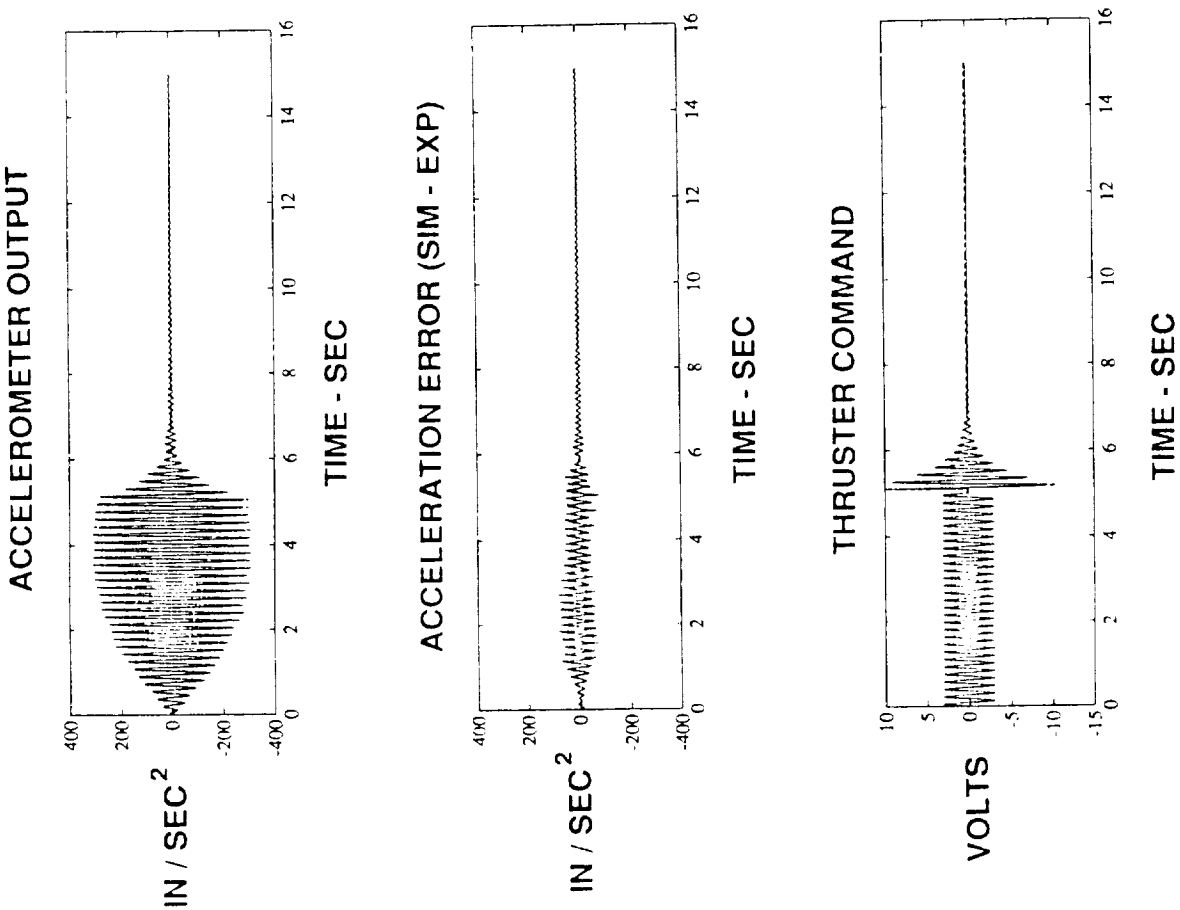 ACCELEROMETER OUTPUT
IN / SEC²
400
200
0
-200
-400
0 2 4 6 8 10 12 14 16
TIME - SEC
ACCELERATION ERROR (SIM - EXP)
IN / SEC²
400
200
0
-200
-400
0 2 4 6 8 10 12 14 16
TIME - SEC
THRUSTER COMMAND
VOLTS
10
5
0
-5
-10
-15
0 2 4 6 8 10 12 14 16
TIME - SEC